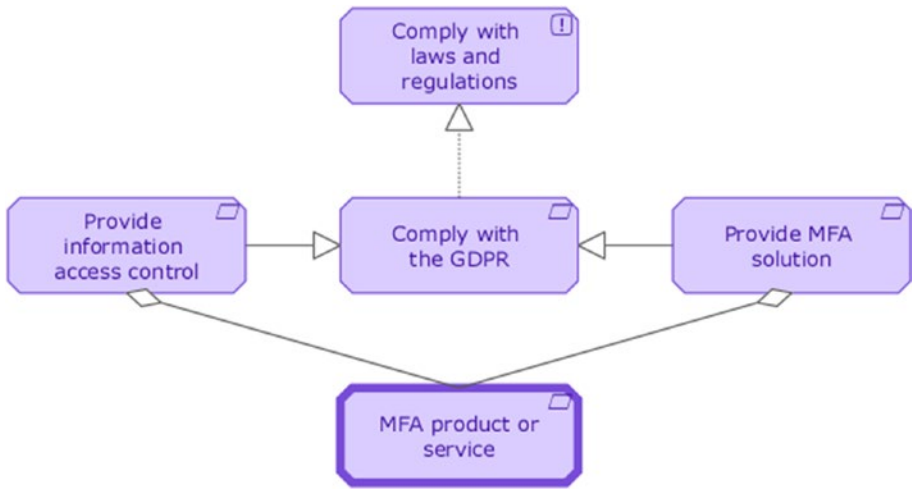 Comply with
laws and
regulations
Provide
information
access control
Comply with
the GDPR
Provide MFA
solution
MFA product or
service